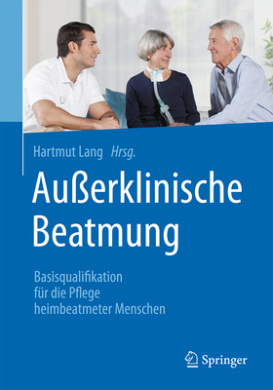 Hartmut Lang Hrsg.
Außerklinische
Beatmung
Basisqualifikation
für die Pflege
heimbeatmeter Menschen
Springer